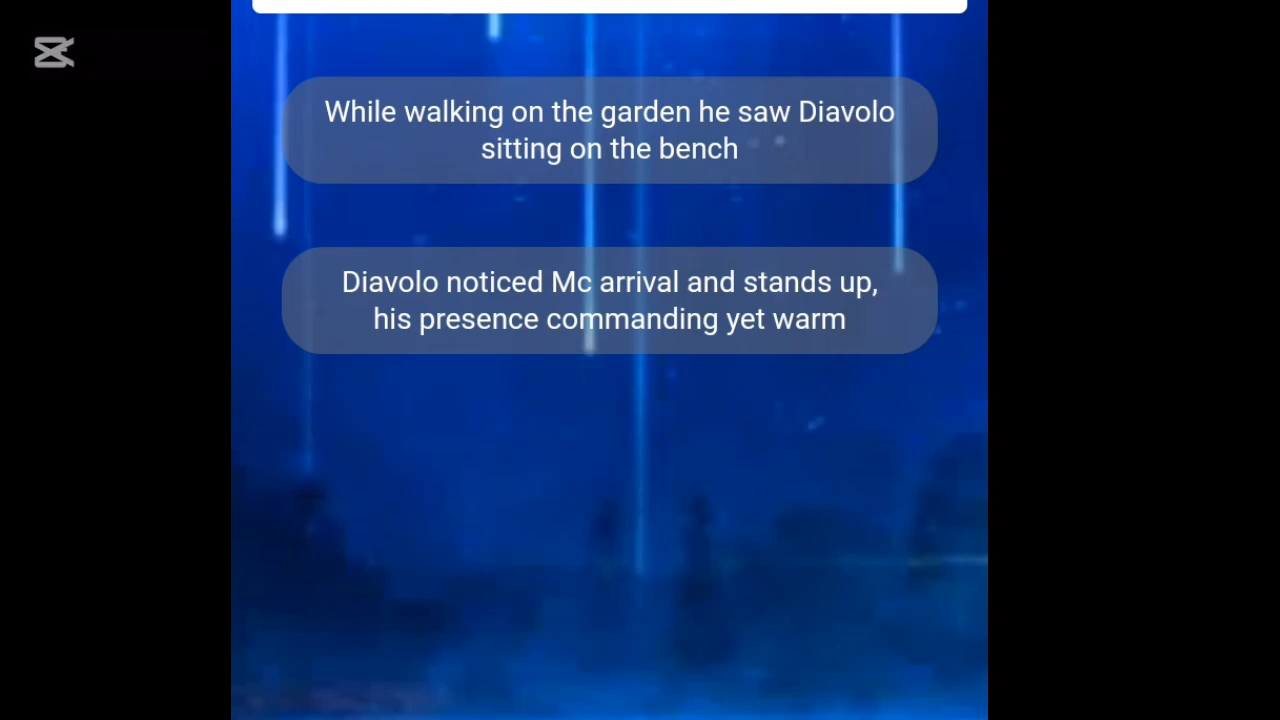 While walking on the garden he saw Diavolo
sitting on the bench
Diavolo noticed Mc arrival and stands up,
his presence commanding yet warm